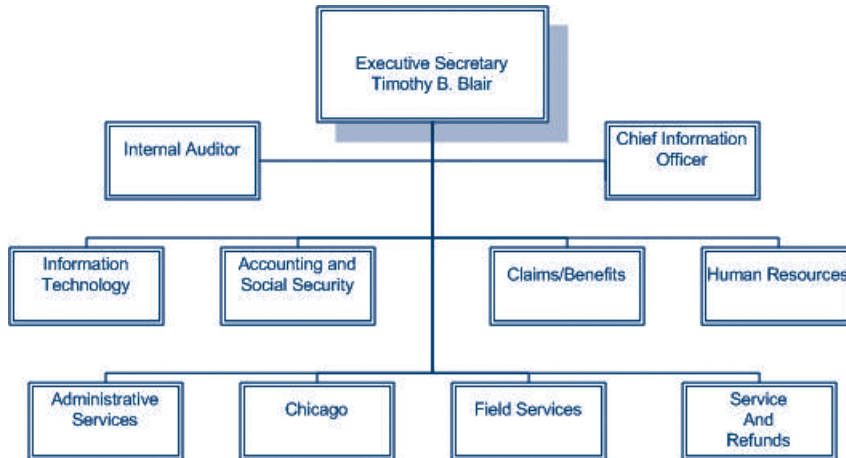 Executive Secretary
Timothy B. Blair
Internal Auditor
Chief Information
Officer
Information
Technology
Accounting and
Social Security
Claims/Benefits
Human Resources
Administrative
Services
Chicago
Field Services
Service
And
Refunds